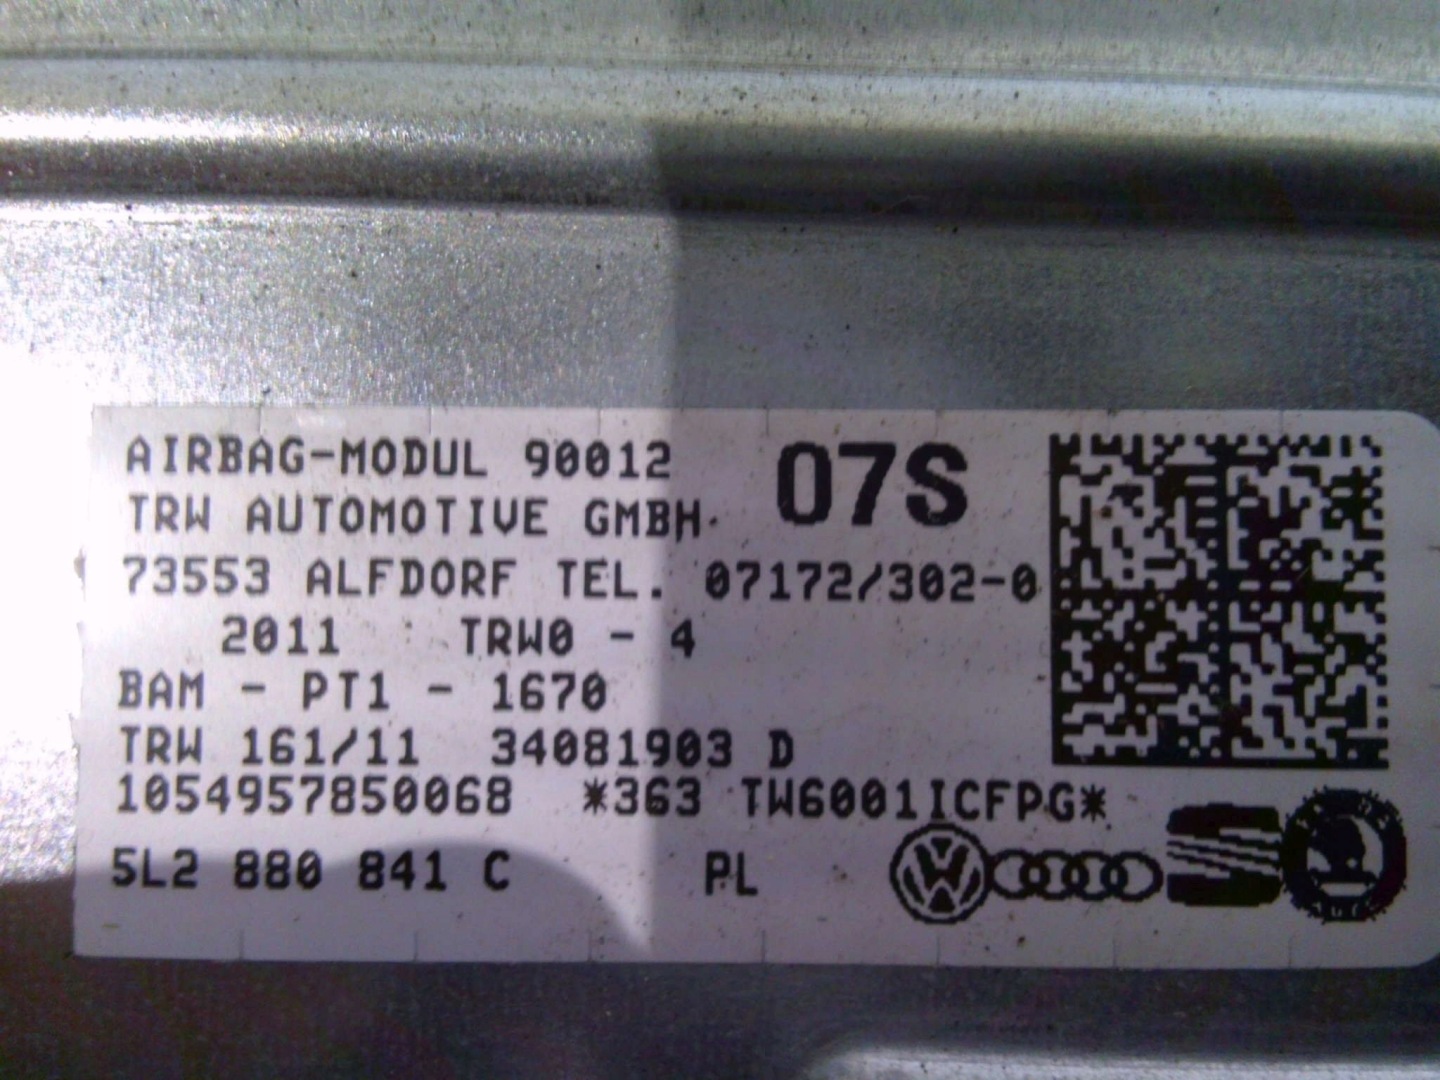 AIRBAG-MODUL 90012 07S
TRW AUTOMOTIVE GMBH
73553 ALFDORF TEL. 07172/302-0
2011 TRW0 - 4
BAM - PT1 - 1670
TRW 161/11 34081903 D
1054957850068 *363 TW6001ICFPG*
5L2 880 841 C PL